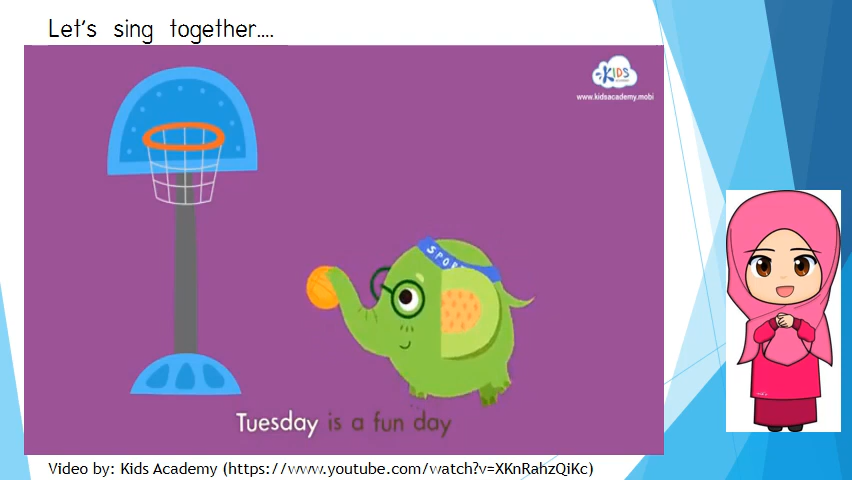 Let's sing together....
KIDS
www.kidsacademy.mobi
Tuesday is a fun day
Video by: Kids Academy (https://www.youtube.com/watch?v=XKnRahzQiKc)